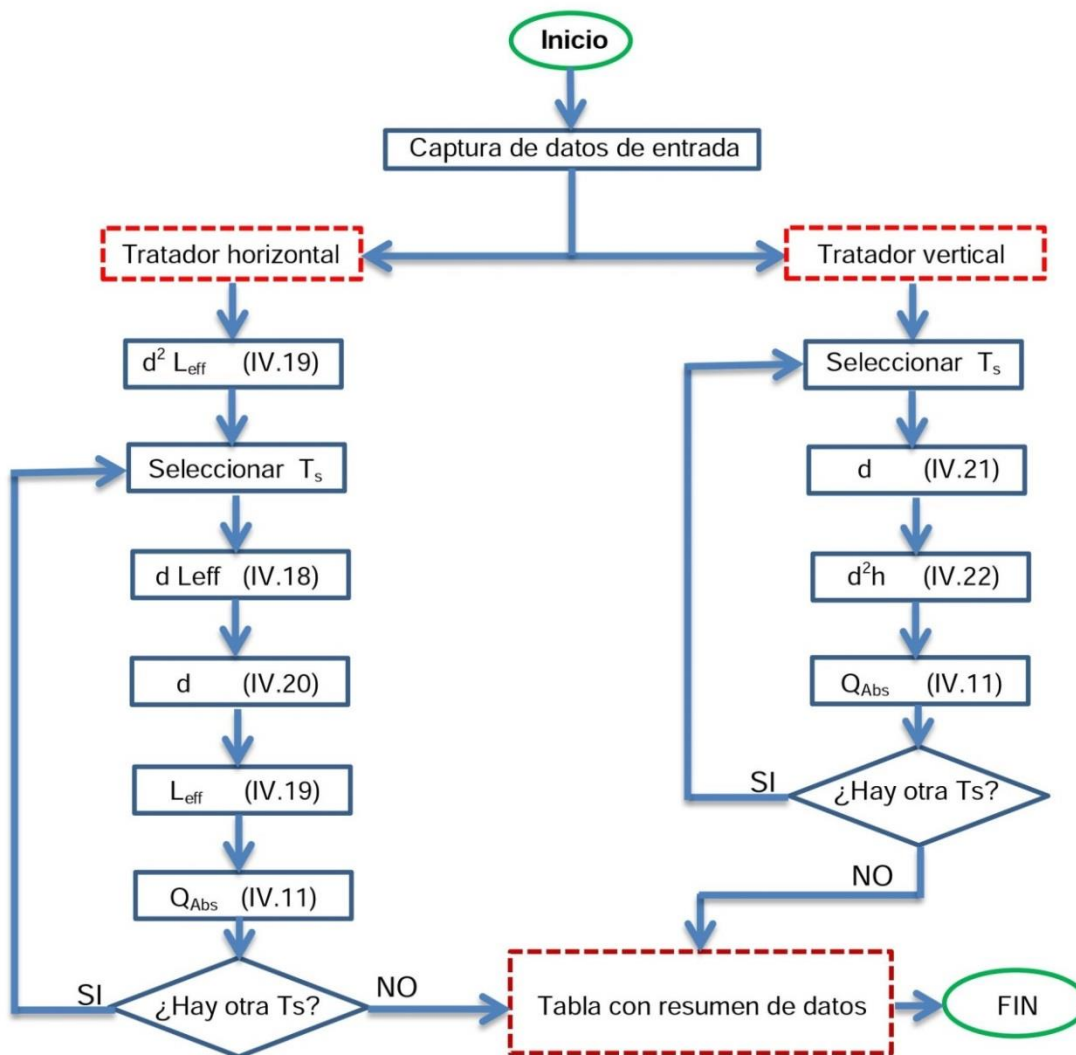 Inicio
Captura de datos de entrada
Tratador horizontal
d² Leff (IV.19)
Seleccionar Ts
d Leff (IV.18)
d (IV.20)
Leff (IV.19)
QAbs (IV.11)
¿Hay otra Ts?
SI
NO
Tratador vertical
Seleccionar Ts
d (IV.21)
d²h (IV.22)
QAbs (IV.11)
¿Hay otra Ts?
SI
NO
Tabla con resumen de datos
FIN